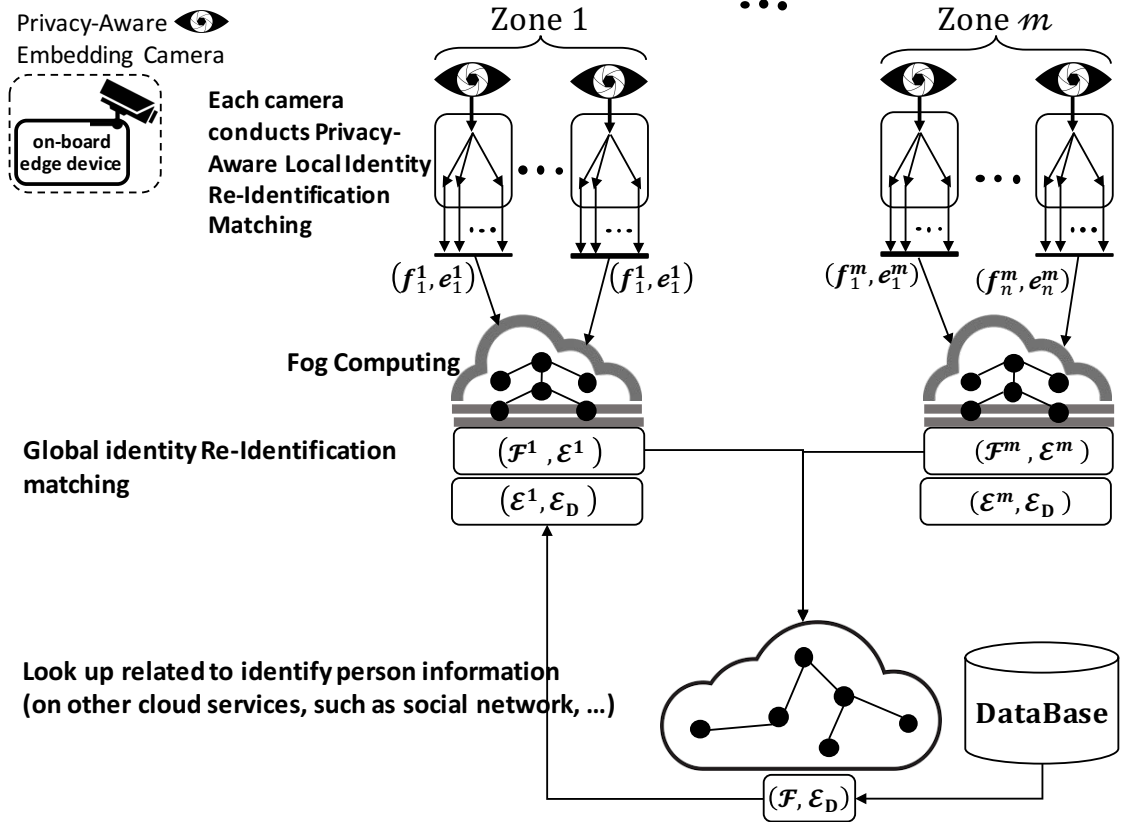 Privacy-Aware
Embedding Camera
on-board
edge device
Each camera
conducts Privacy-
Aware Local Identity
Re-Identification
Matching
Zone 1
...
Zone 𝓂
...
...
...
...
...
...
(𝒇₁¹, 𝒆₁¹)
(𝒇₁¹, 𝒆₁¹)
(𝒇₁ᵐ, 𝒆₁ᵐ)
(𝒇ₙᵐ, 𝒆ₙᵐ)
Fog Computing
Global identity Re-Identification
matching
(𝓕¹, 𝓔¹)
(𝓔¹, 𝓔_D)
(𝓕ᵐ, 𝓔ᵐ)
(𝓔ᵐ, 𝓔_D)
Look up related to identify person information
(on other cloud services, such as social network, …)
DataBase
(𝓕, 𝓔_D)